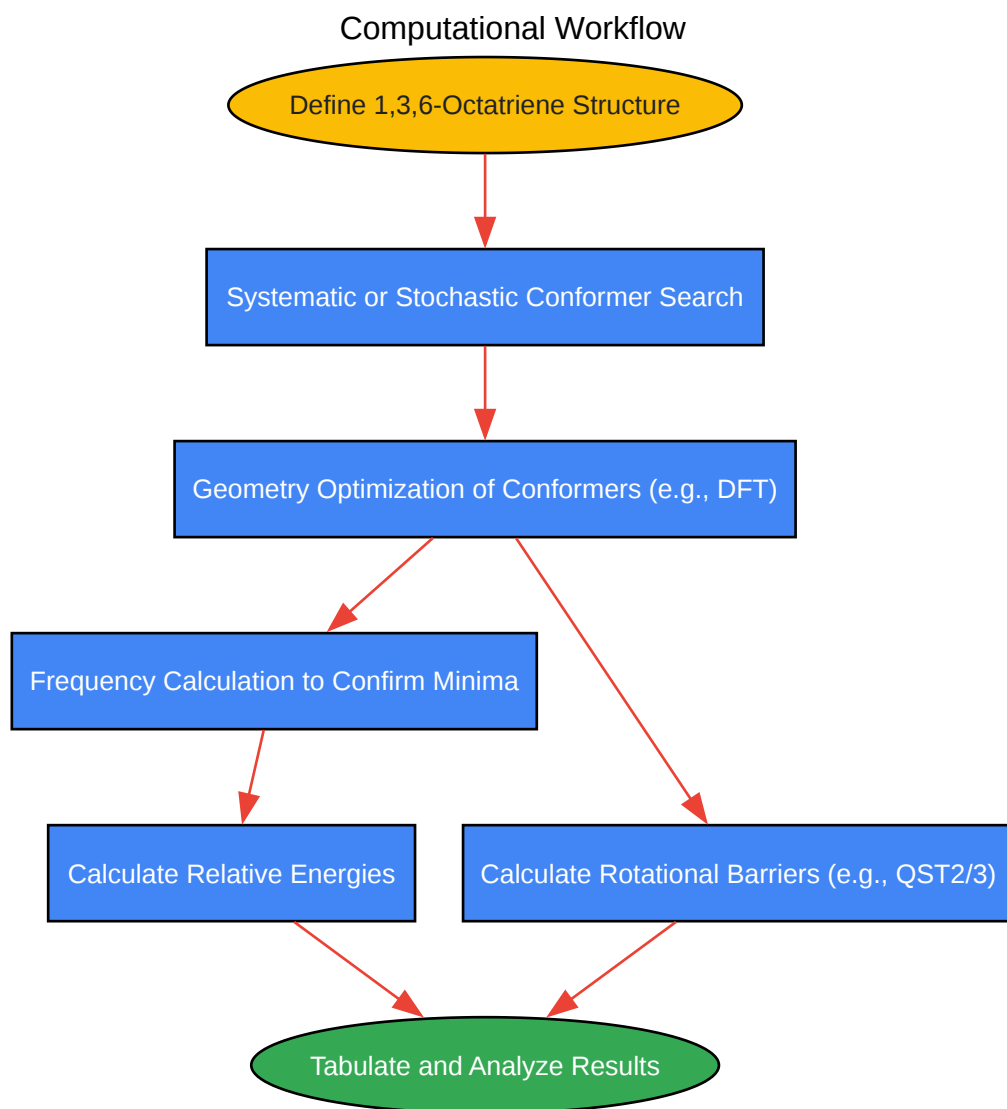 Computational Workflow
Define 1,3,6-Octatriene Structure
Systematic or Stochastic Conformer Search
Geometry Optimization of Conformers (e.g., DFT)
Frequency Calculation to Confirm Minima
Calculate Relative Energies
Calculate Rotational Barriers (e.g., QST2/3)
Tabulate and Analyze Results